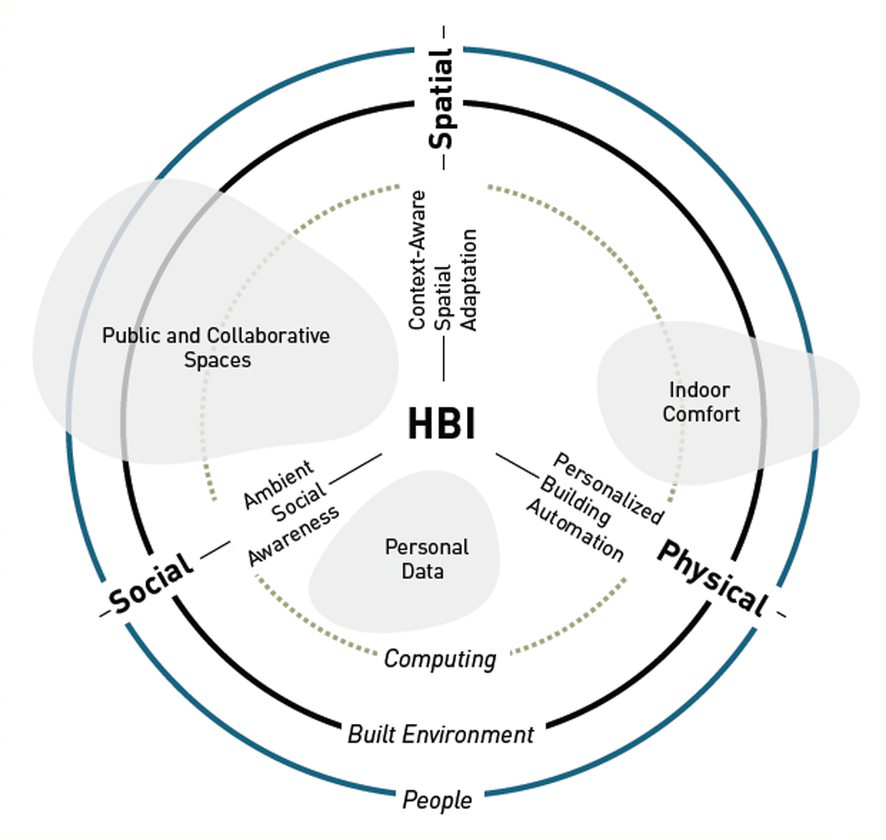 Spatial
Context-Aware
Spatial
Adaptation
Public and Collaborative
Spaces
Indoor
Comfort
HBI
Ambient
Social
Awareness
Personalized
Building
Automation
Personal
Data
Social
Physical
Computing
Built Environment
People